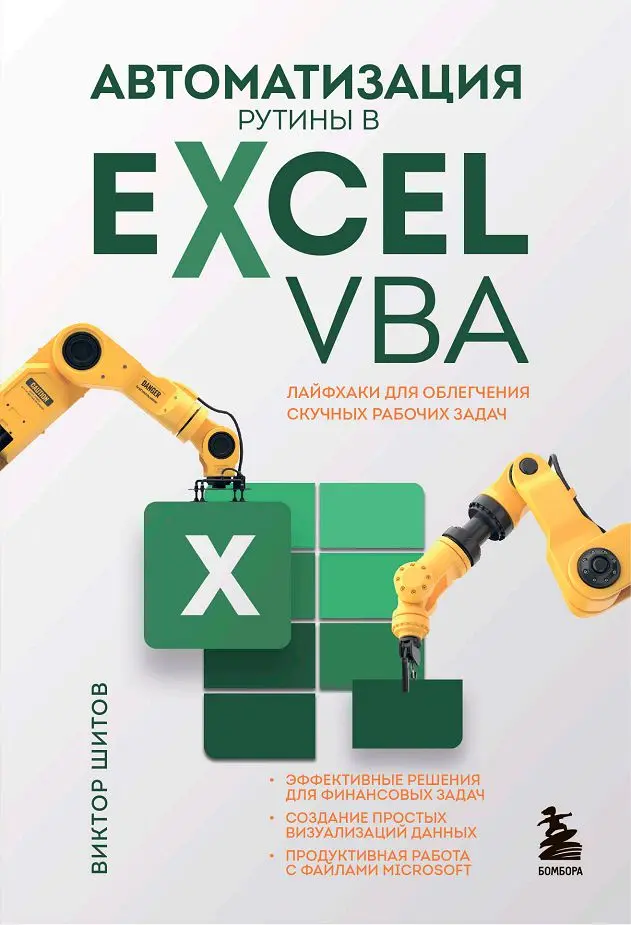 АВТОМАТИЗАЦИЯ
РУТИНЫ В
EXCEL
VBA
ЛАЙФХАКИ ДЛЯ ОБЛЕГЧЕНИЯ
СКУЧНЫХ РАБОЧИХ ЗАДАЧ
CAUTION
DANGER
X
ВИКТОР ШИТОВ
• ЭФФЕКТИВНЫЕ РЕШЕНИЯ
ДЛЯ ФИНАНСОВЫХ ЗАДАЧ
• СОЗДАНИЕ ПРОСТЫХ
ВИЗУАЛИЗАЦИЙ ДАННЫХ
• ПРОДУКТИВНАЯ РАБОТА
С ФАЙЛАМИ MICROSOFT
БОМБОРА